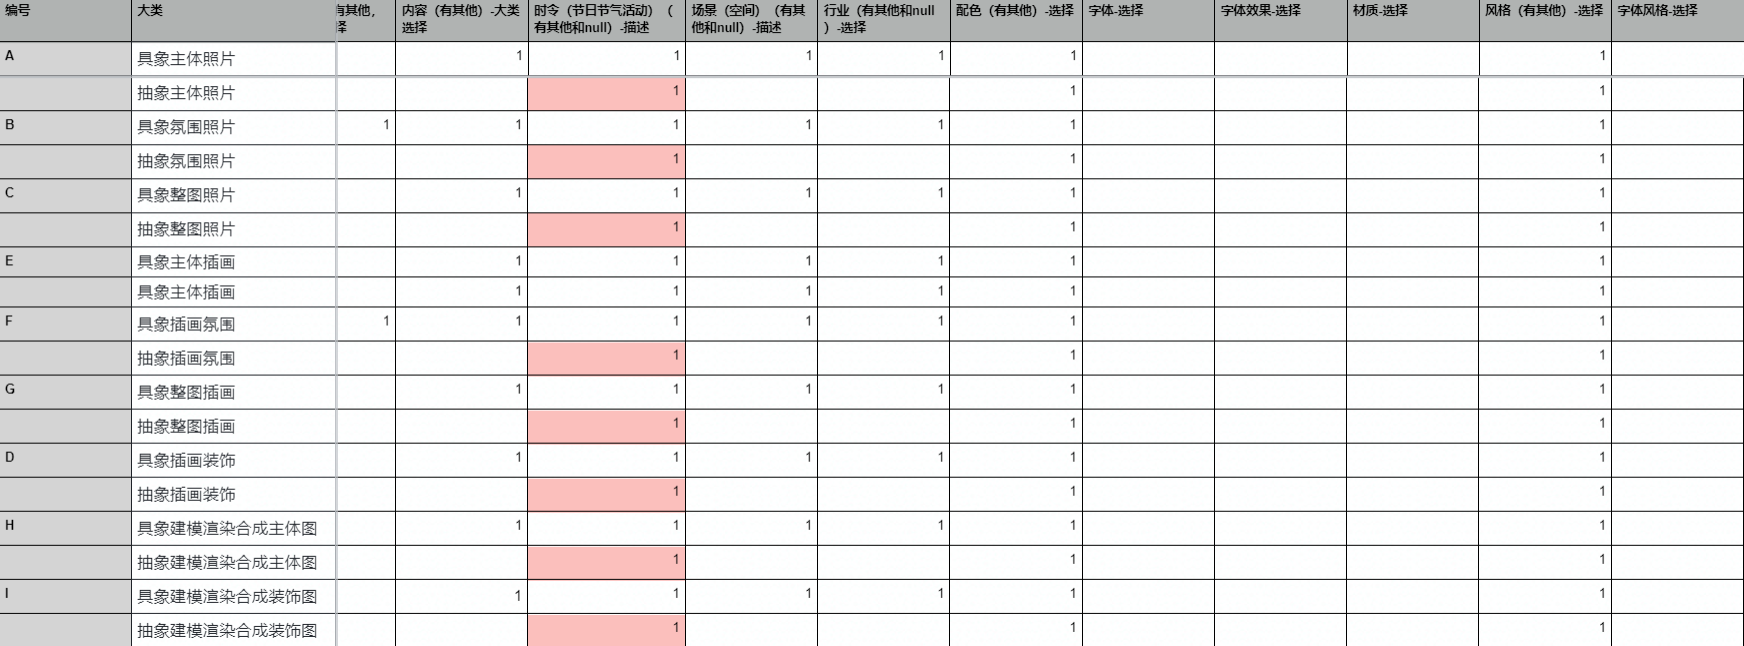 编号 大类 有其他， 择 内容（有其他）-大类选择 时令（节日节气活动）（有其他和null）-描述 场景（空间）（有其他和null）-描述 行业（有其他和null）-选择 配色（有其他）-选择 字体-选择 字体效果-选择 材质-选择 风格（有其他）-选择 字体风格-选择
A 具象主体照片 1 1 1 1 1 1
抽象主体照片 1 1 1
B 具象氛围照片 1 1 1 1 1 1 1
抽象氛围照片 1 1 1
C 具象整图照片 1 1 1 1 1 1
抽象整图照片 1 1 1
E 具象主体插画 1 1 1 1 1 1
具象主体插画 1 1 1 1 1 1
F 具象插画氛围 1 1 1 1 1 1 1
抽象插画氛围 1 1 1
G 具象整图插画 1 1 1 1 1 1
抽象整图插画 1 1 1
D 具象插画装饰 1 1 1 1 1 1
抽象插画装饰 1 1 1
H 具象建模渲染合成主体图 1 1 1 1 1 1
抽象建模渲染合成主体图 1 1 1
I 具象建模渲染合成装饰图 1 1 1 1 1 1
抽象建模渲染合成装饰图 1 1 1